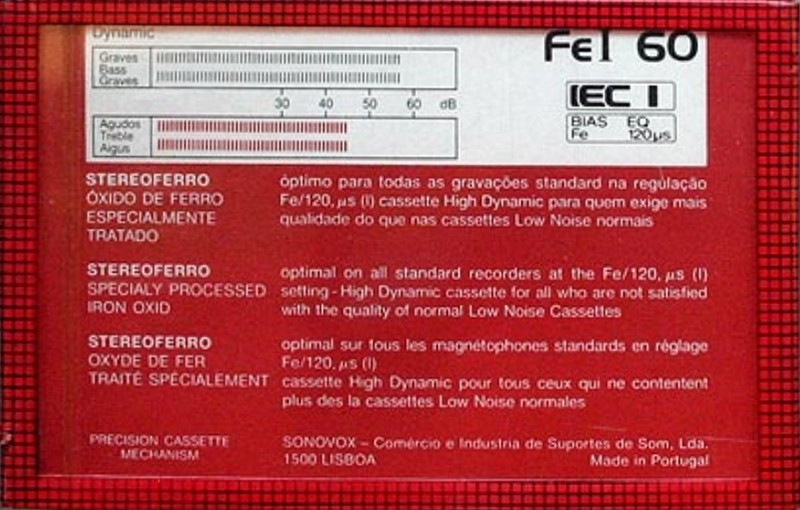 Dynamic
FeI 60
Graves
Bass
Graves
30 40 50 60 dB
IEC I
BIAS EQ
Fe 120µs
Agudos
Treble
Aigus
STEREOFERRO
ÓXIDO DE FERRO
ESPECIALMENTE
TRATADO
óptimo para todas as gravações standard na regulação
Fe/120, µs (I) cassette High Dynamic para quem exige mais
qualidade do que nas cassettes Low Noise normais
STEREOFERRO
SPECIALY PROCESSED
IRON OXID
optimal on all standard recorders at the Fe/120, µs (I)
setting - High Dynamic cassette for all who are not satisfied
with the quality of normal Low Noise Cassettes
STEREOFERRO
OXYDE DE FER
TRAITÉ SPÉCIALEMENT
optimal sur tous les magnétophones standards en réglage
Fe/120, µs (I)
cassette High Dynamic pour tous ceux qui ne contentent
plus des la cassettes Low Noise normales
PRECISION CASSETTE
MECHANISM
SONOVOX – Comércio e Industria de Suportes de Som, Lda.
1500 LISBOA Made in Portugal